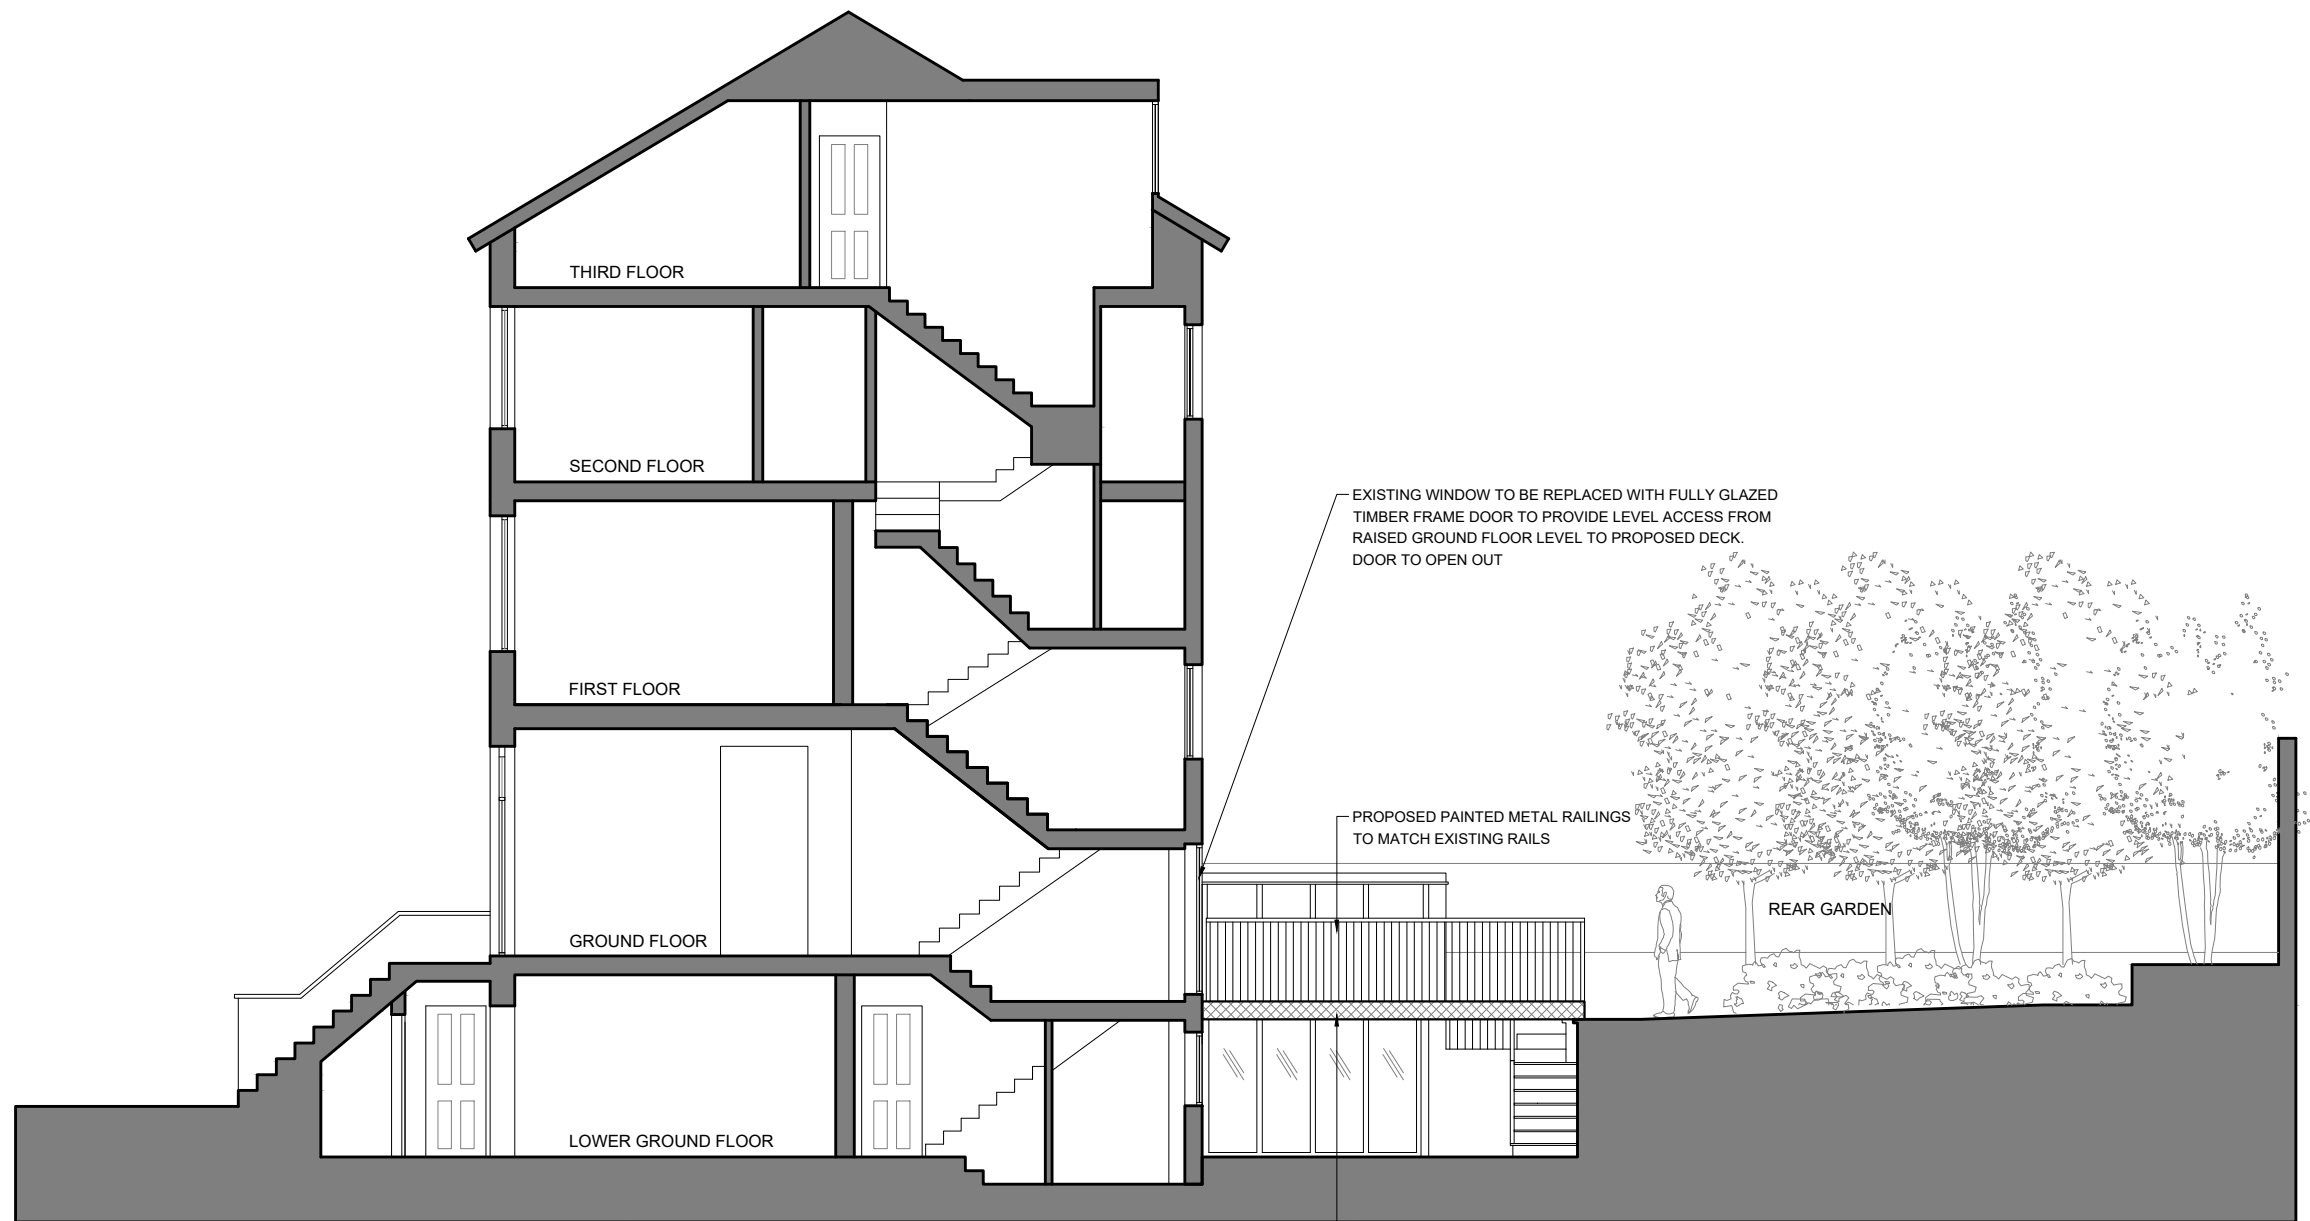 THIRD FLOOR
SECOND FLOOR
EXISTING WINDOW TO BE REPLACED WITH FULLY GLAZED
TIMBER FRAME DOOR TO PROVIDE LEVEL ACCESS FROM
RAISED GROUND FLOOR LEVEL TO PROPOSED DECK.
DOOR TO OPEN OUT
FIRST FLOOR
PROPOSED PAINTED METAL RAILINGS
TO MATCH EXISTING RAILS
REAR GARDEN
GROUND FLOOR
LOWER GROUND FLOOR